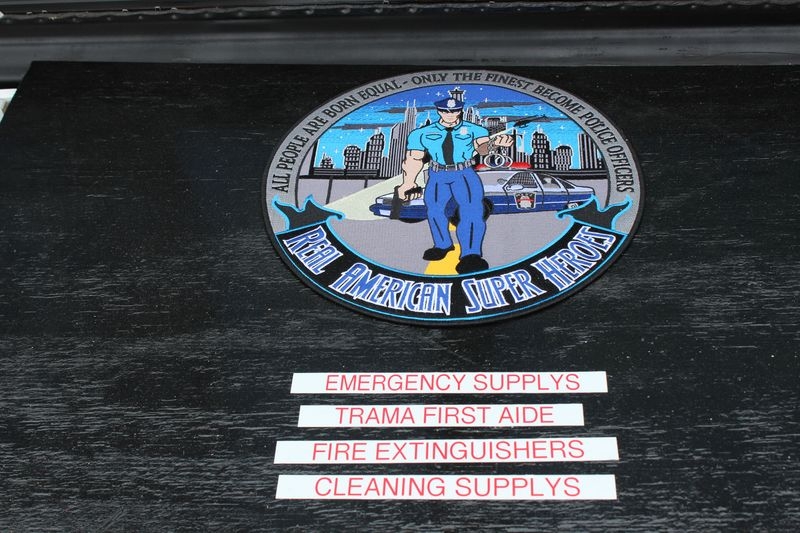 ALL PEOPLE ARE BORN EQUAL - ONLY THE FINEST BECOME POLICE OFFICERS
REAL AMERICAN SUPER HEROES
EMERGENCY SUPPLYS
TRAMA FIRST AIDE
FIRE EXTINGUISHERS
CLEANING SUPPLYS